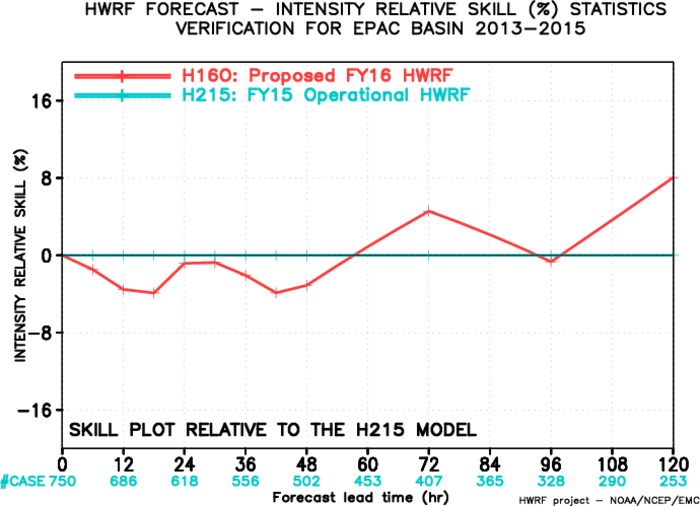 HWRF FORECAST − INTENSITY RELATIVE SKILL (%) STATISTICS
VERIFICATION FOR EPAC BASIN 2013−2015
H16O: Proposed FY16 HWRF
H215: FY15 Operational HWRF
INTENSITY RELATIVE SKILL (%)
16
8
0
−8
−16
SKILL PLOT RELATIVE TO THE H215 MODEL
0 12 24 36 48 60 72 84 96 108 120
#CASE 750 686 618 556 502 453 407 365 328 290 253
Forecast lead time (hr)
HWRF project − NOAA/NCEP/EMC